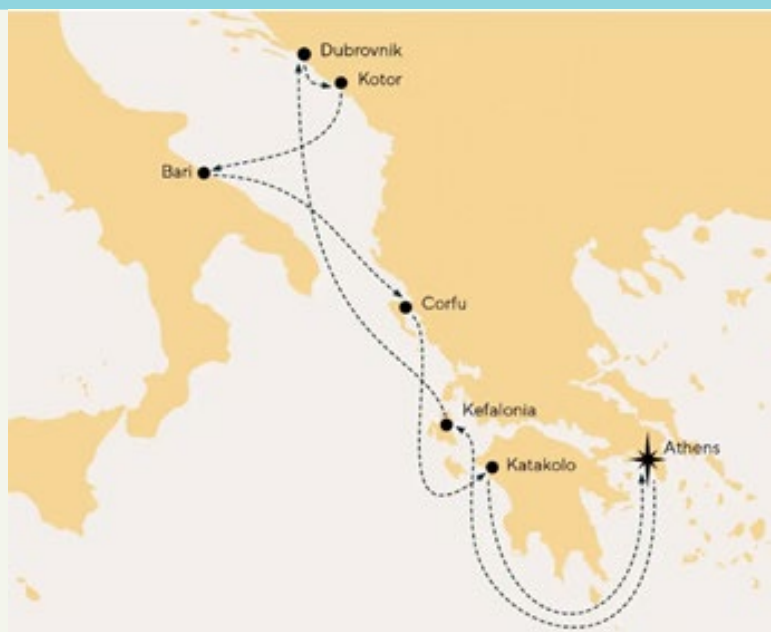 Dubrovnik
Kotor
Bari
Corfu
Kefalonia
Athens
Katakolo